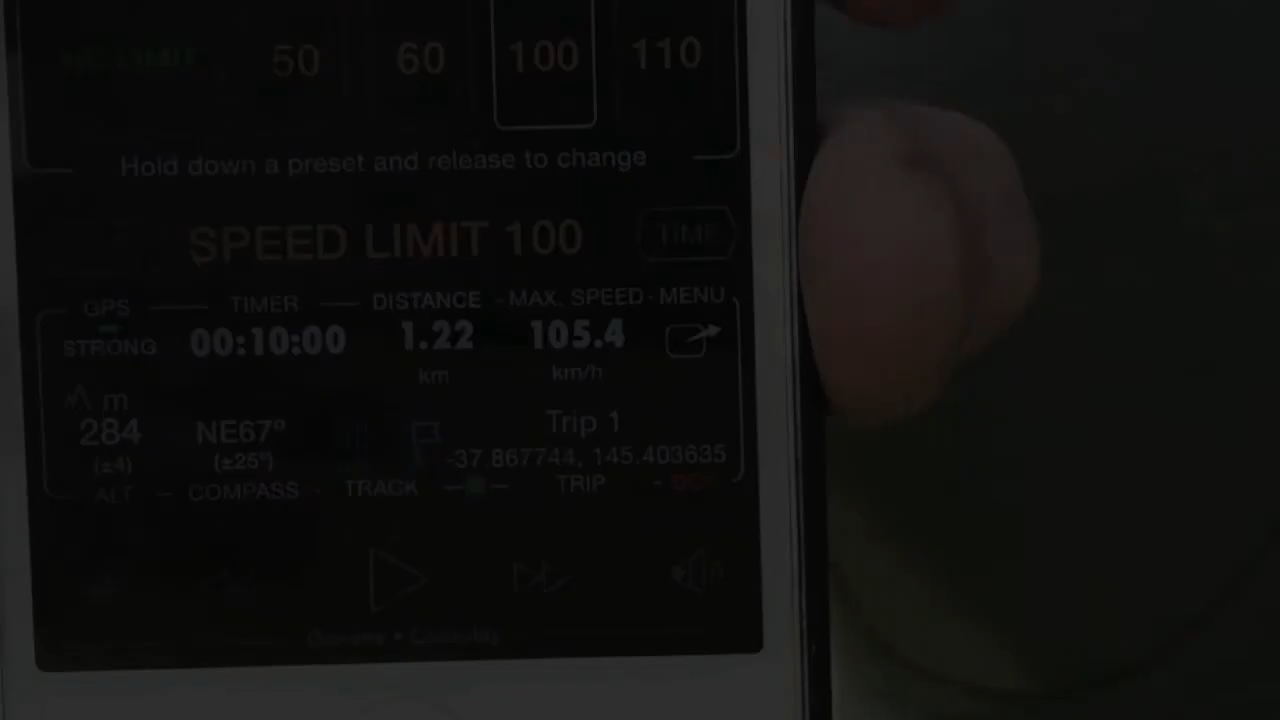 NO LIMIT 50 60 100 110
Hold down a preset and release to change
SPEED LIMIT 100 TIME
GPS TIMER DISTANCE MAX. SPEED MENU
STRONG 00:10:00 1.22 105.4
km km/h
m
284 NE67° Trip 1
(±4) (±25°) -37.867744, 145.403635
ALT COMPASS TRACK TRIP